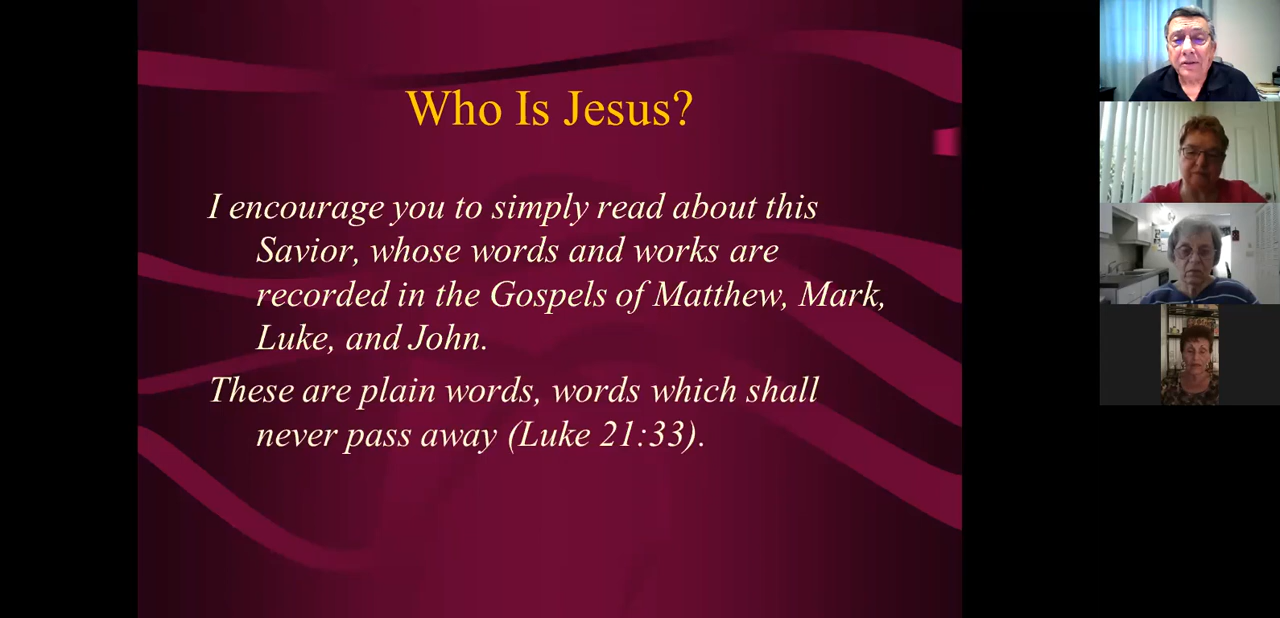 Who Is Jesus?
I encourage you to simply read about this
Savior, whose words and works are
recorded in the Gospels of Matthew, Mark,
Luke, and John.
These are plain words, words which shall
never pass away (Luke 21:33).